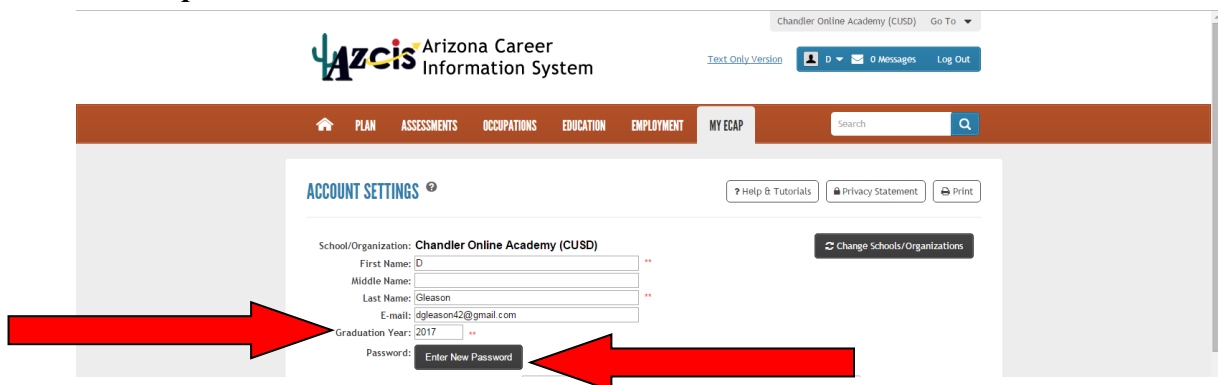 Chandler Online Academy (CUSD) Go To
Azcis Arizona Career
Information System
Text Only Version D 0 Messages Log Out
PLAN ASSESSMENTS OCCUPATIONS EDUCATION EMPLOYMENT MY ECAP Search
ACCOUNT SETTINGS ? ? Help & Tutorials Privacy Statement Print
School/Organization: Chandler Online Academy (CUSD) Change Schools/Organizations
First Name: D **
Middle Name:
Last Name: Gleason **
E-mail: dgleason42@gmail.com
Graduation Year: 2017 **
Password: Enter New Password